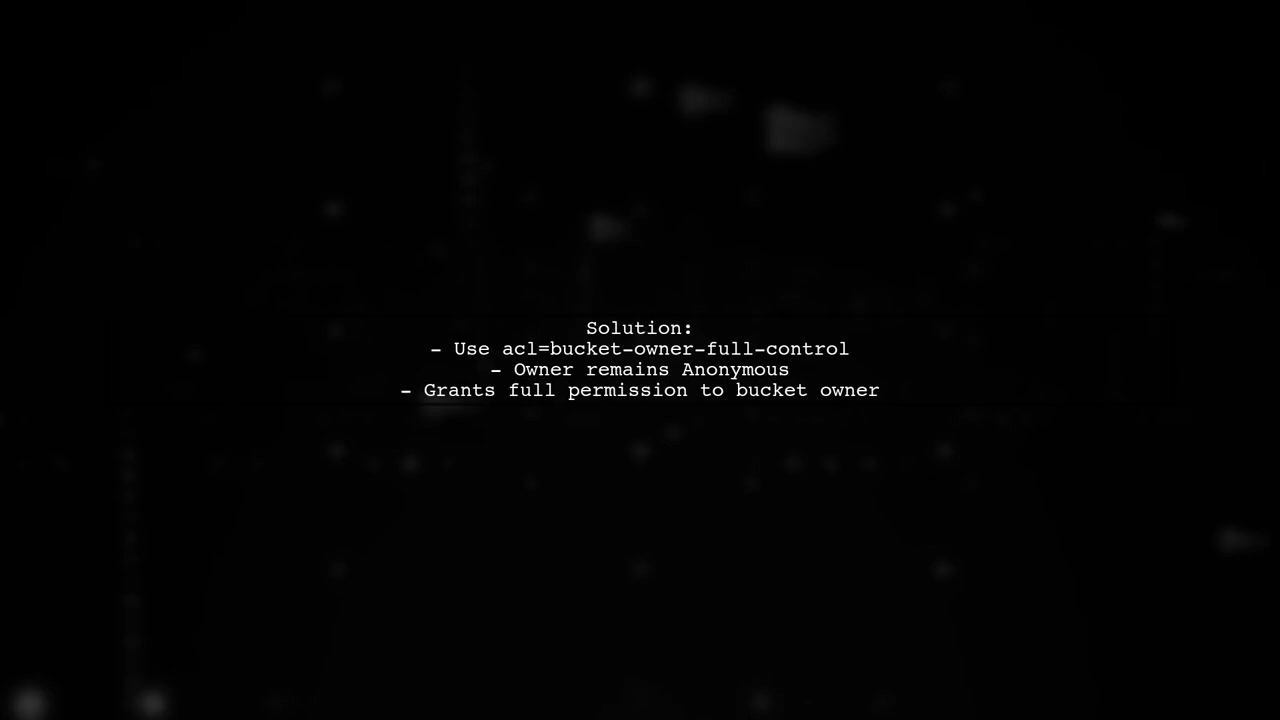 Solution:
- Use acl=bucket-owner-full-control
- Owner remains Anonymous
- Grants full permission to bucket owner